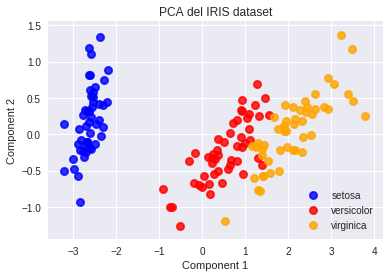 PCA del IRIS dataset
1.5
1.0
0.5
0.0
−0.5
−1.0
Component 2
setosa
versicolor
virginica
−3 −2 −1 0 1 2 3 4
Component 1